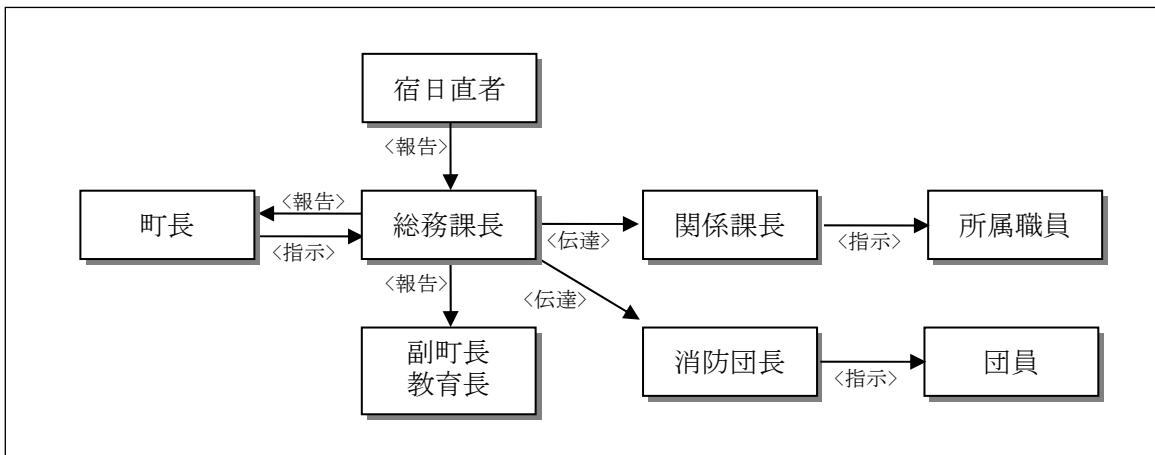 宿日直者
〈報告〉
町長
〈報告〉
〈指示〉
総務課長
〈伝達〉
関係課長
〈指示〉
所属職員
〈報告〉
〈伝達〉
副町長
教育長
消防団長
〈指示〉
団員